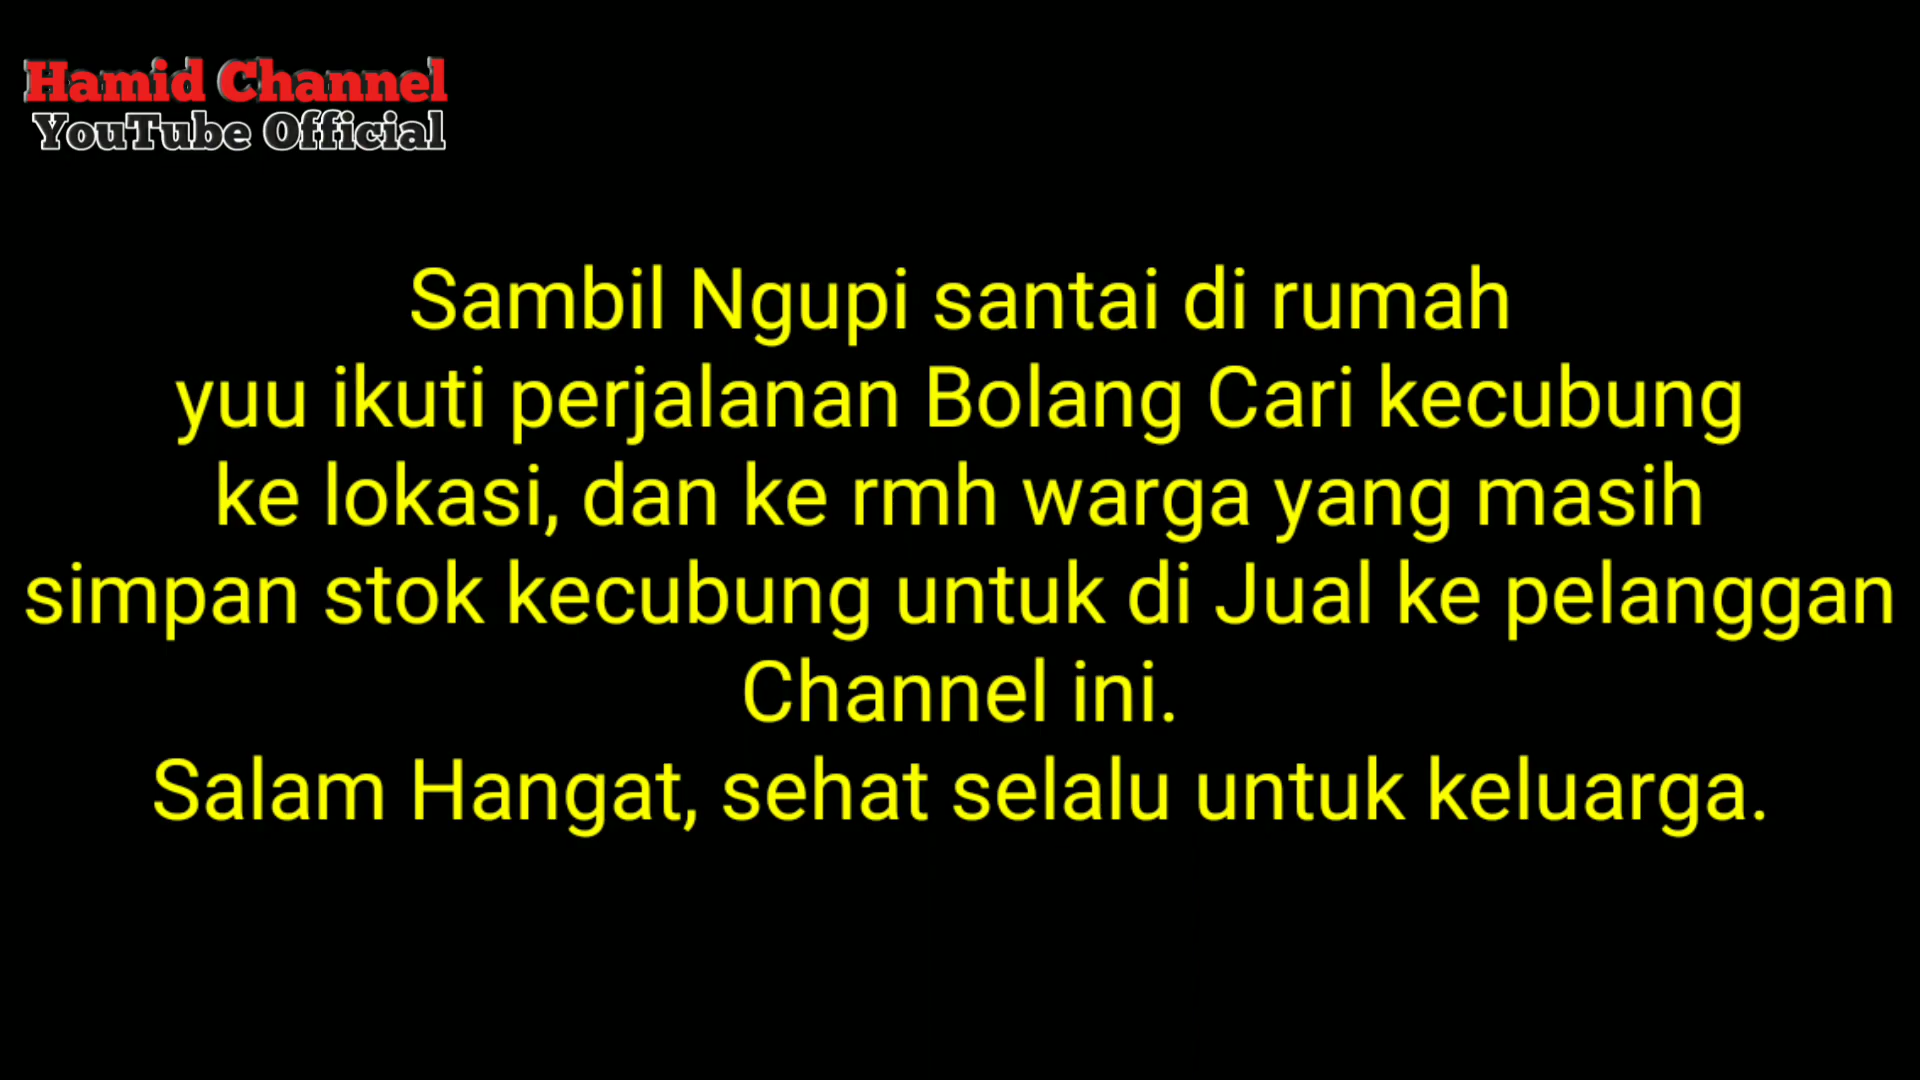 Hamid Channel
YouTube Official
Sambil Ngupi santai di rumah
yuu ikuti perjalanan Bolang Cari kecubung
ke lokasi, dan ke rmh warga yang masih
simpan stok kecubung untuk di Jual ke pelanggan
Channel ini.
Salam Hangat, sehat selalu untuk keluarga.